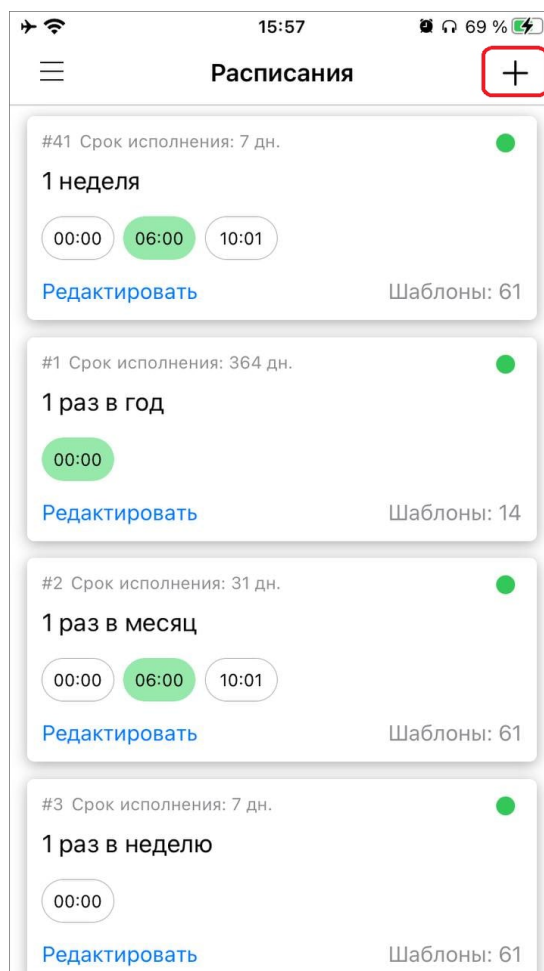 15:57 69 %
Расписания
#41 Срок исполнения: 7 дн.
1 неделя
00:00 06:00 10:01
Редактировать Шаблоны: 61
#1 Срок исполнения: 364 дн.
1 раз в год
00:00
Редактировать Шаблоны: 14
#2 Срок исполнения: 31 дн.
1 раз в месяц
00:00 06:00 10:01
Редактировать Шаблоны: 61
#3 Срок исполнения: 7 дн.
1 раз в неделю
00:00
Редактировать Шаблоны: 61